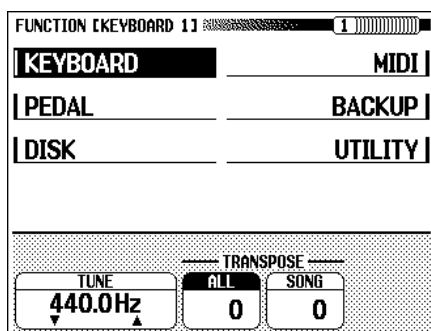 FUNCTION [KEYBOARD 1] 1
KEYBOARD MIDI
PEDAL BACKUP
DISK UTILITY
TRANSPOSE
TUNE ALL SONG
440.0Hz 0 0